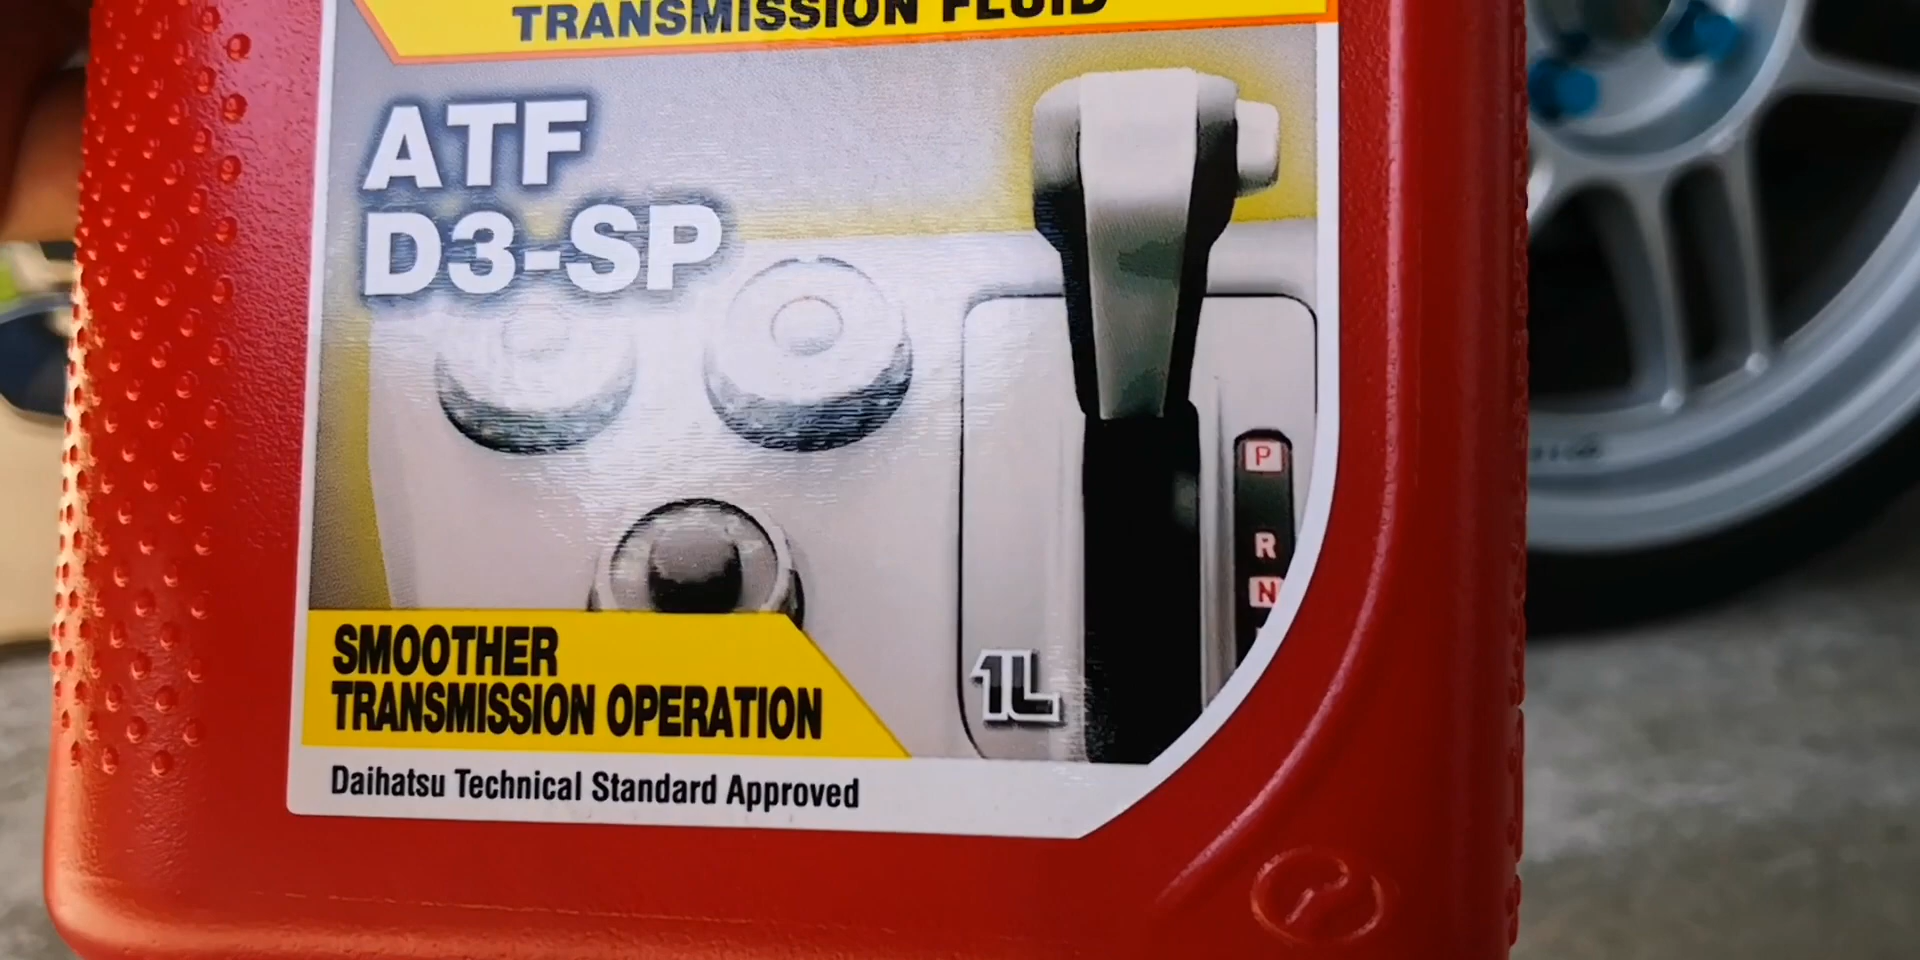 TRANSMISSION FLUID
ATF
D3-SP
P
R
N
1L
SMOOTHER
TRANSMISSION OPERATION
Daihatsu Technical Standard Approved